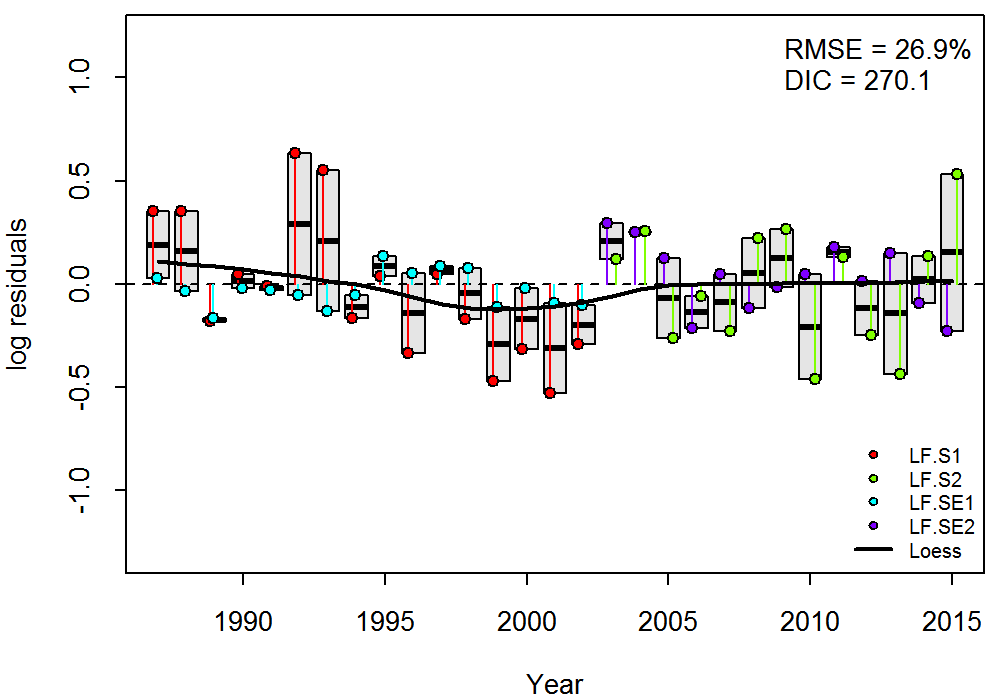 RMSE = 26.9%
DIC = 270.1
log residuals
1.0
0.5
0.0
-0.5
-1.0
LF.S1
LF.S2
LF.SE1
LF.SE2
Loess
1990 1995 2000 2005 2010 2015
Year